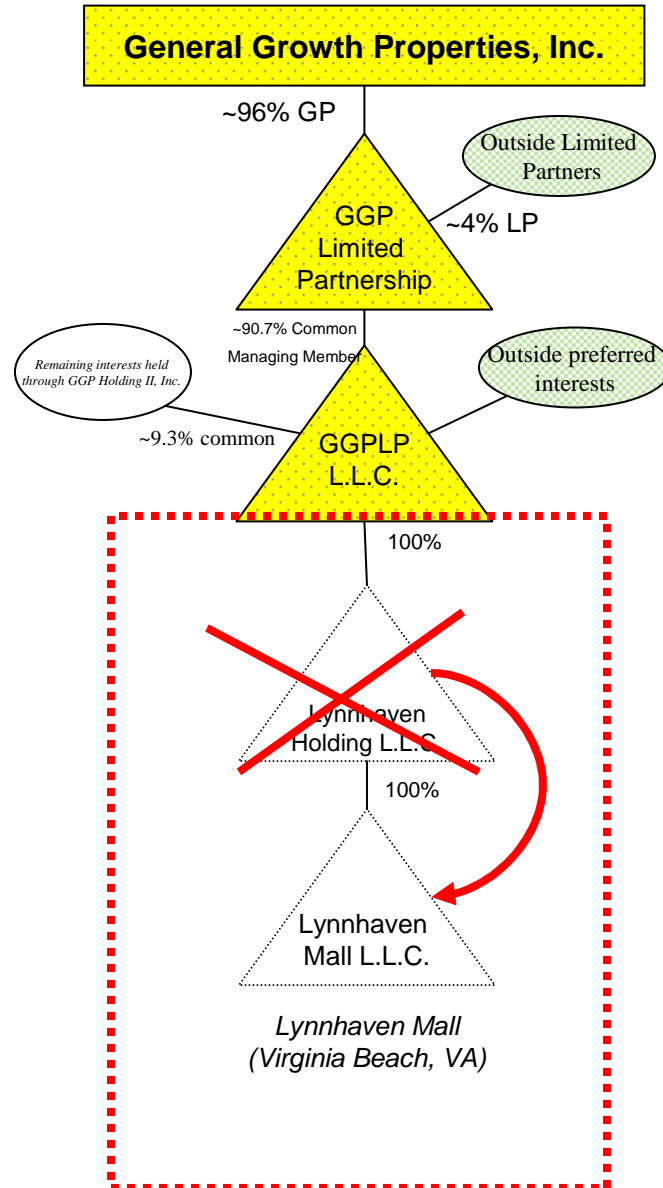 General Growth Properties, Inc.
~96% GP
Outside Limited
Partners
GGP
Limited
Partnership
~4% LP
~90.7% Common
Managing Member
Remaining interests held
through GGP Holding II, Inc.
Outside preferred
interests
~9.3% common
GGPLP
L.L.C.
100%
Lynnhaven
Holding L.L.C
100%
Lynnhaven
Mall L.L.C.
Lynnhaven Mall
(Virginia Beach, VA)